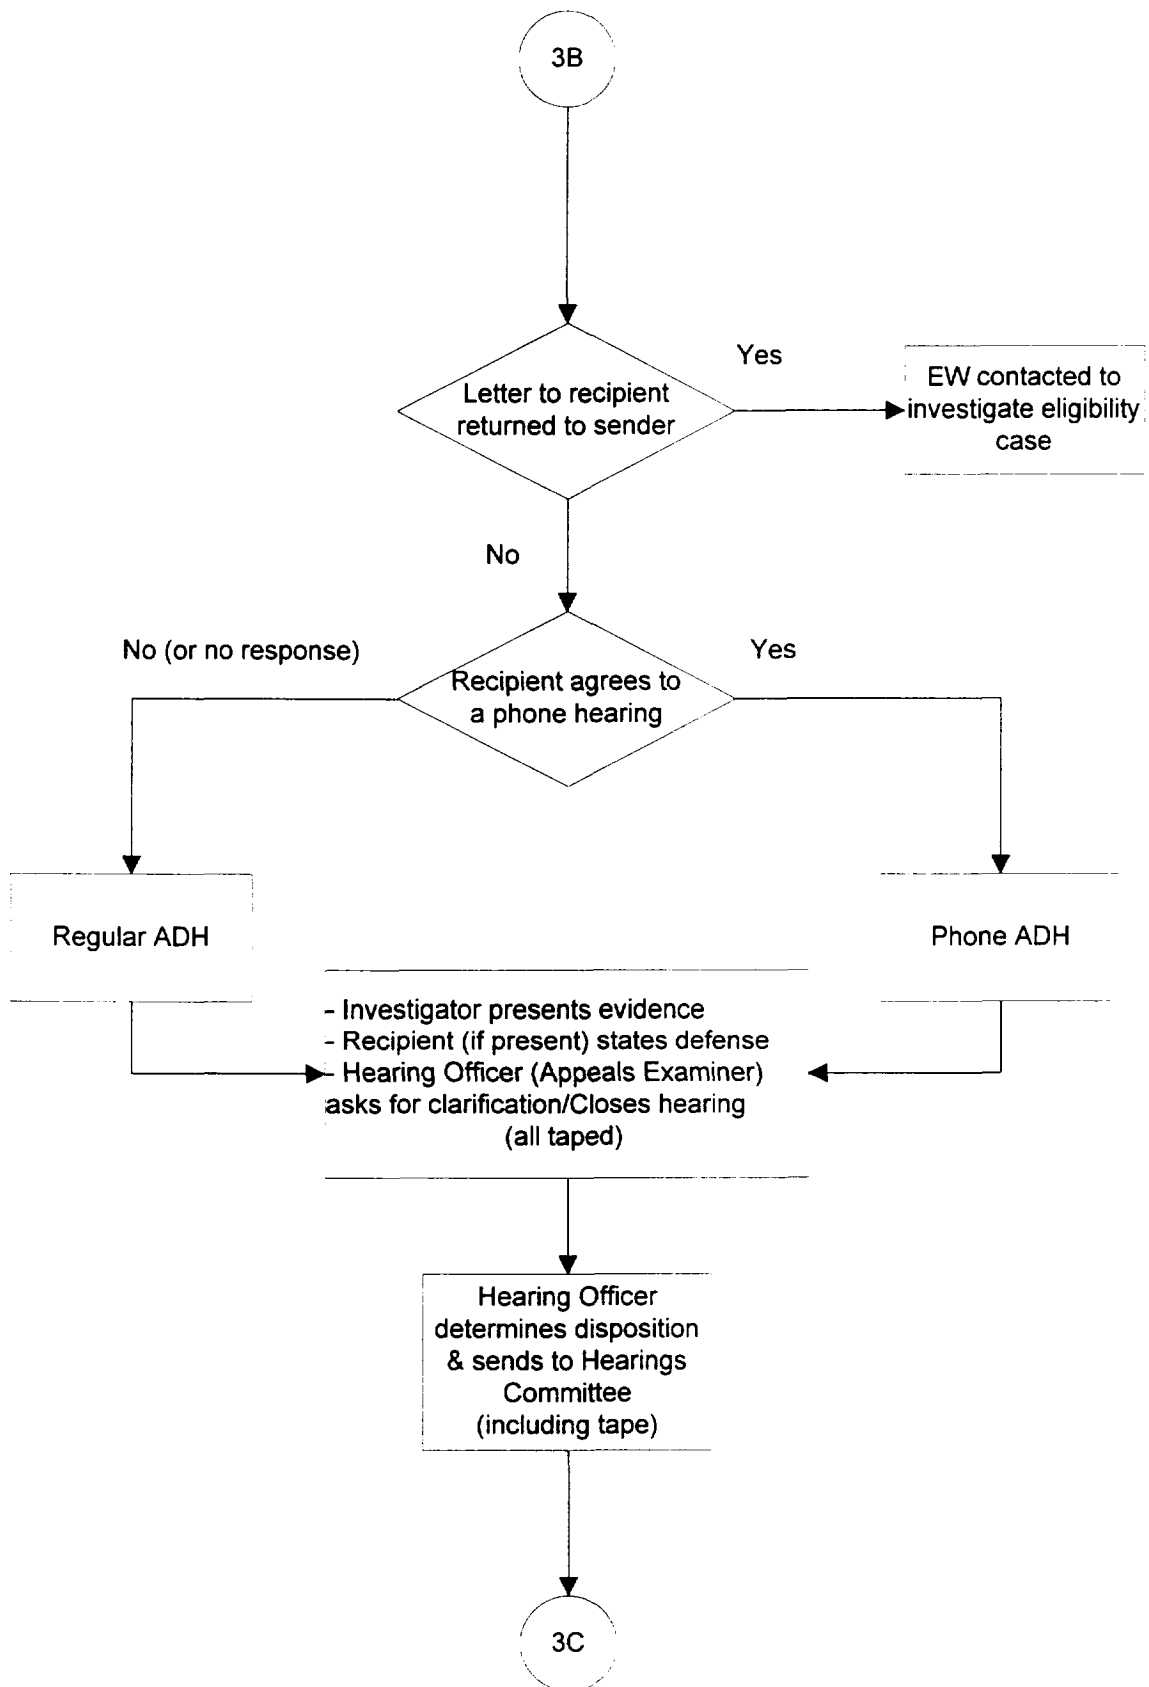 3B
Letter to recipient
returned to sender
Yes
EW contacted to
investigate eligibility
case
No
No (or no response)
Recipient agrees to
a phone hearing
Yes
Regular ADH
Phone ADH
- Investigator presents evidence
- Recipient (if present) states defense
- Hearing Officer (Appeals Examiner)
asks for clarification/Closes hearing
(all taped)
Hearing Officer
determines disposition
& sends to Hearings
Committee
(including tape)
3C